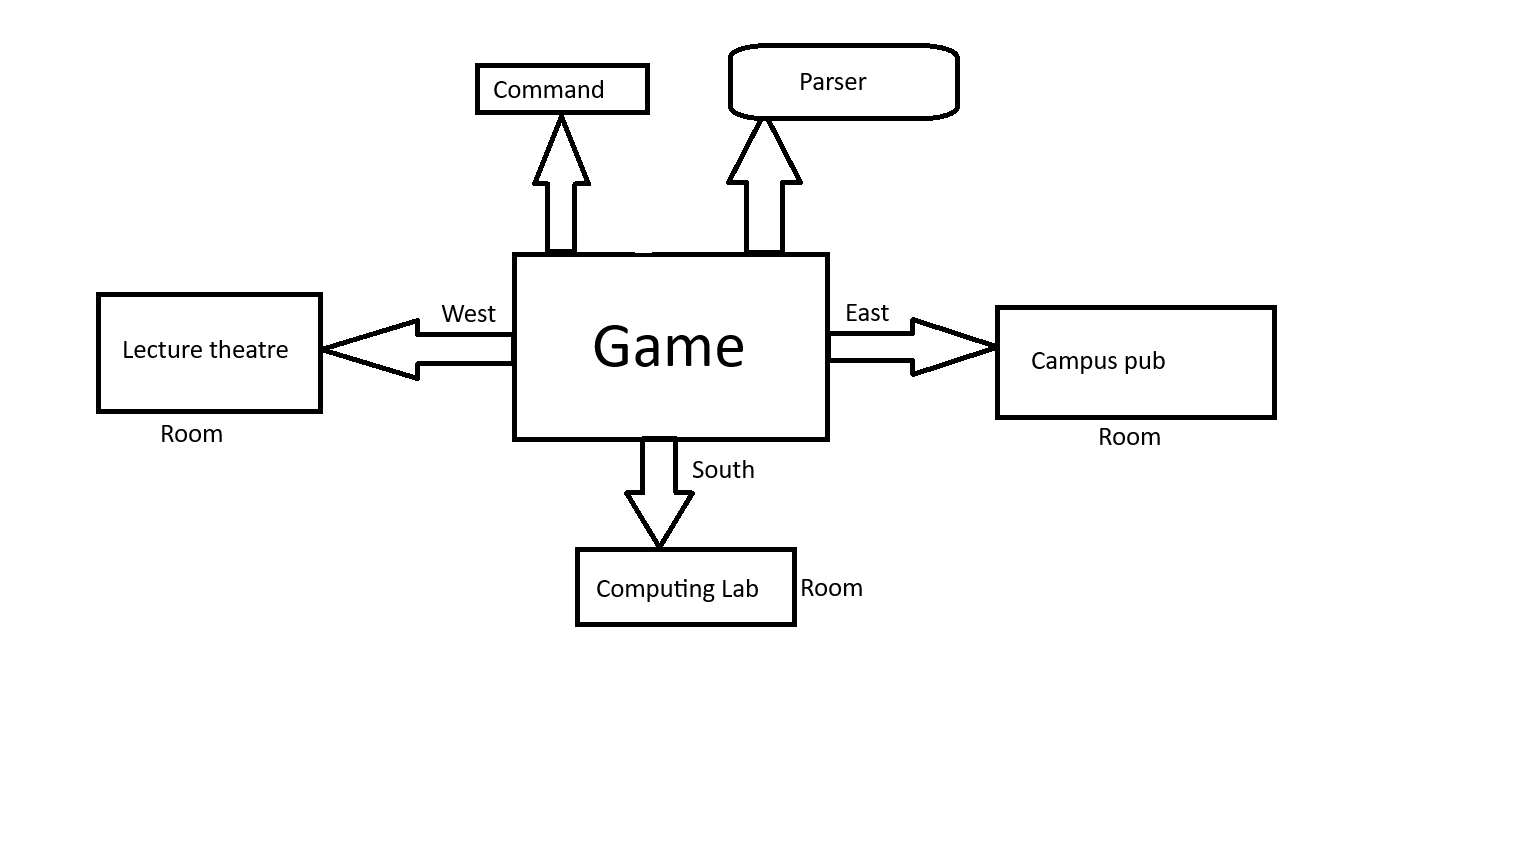 Command
Parser
West
East
Lecture theatre
Game
Campus pub
Room
Room
South
Computing Lab
Room